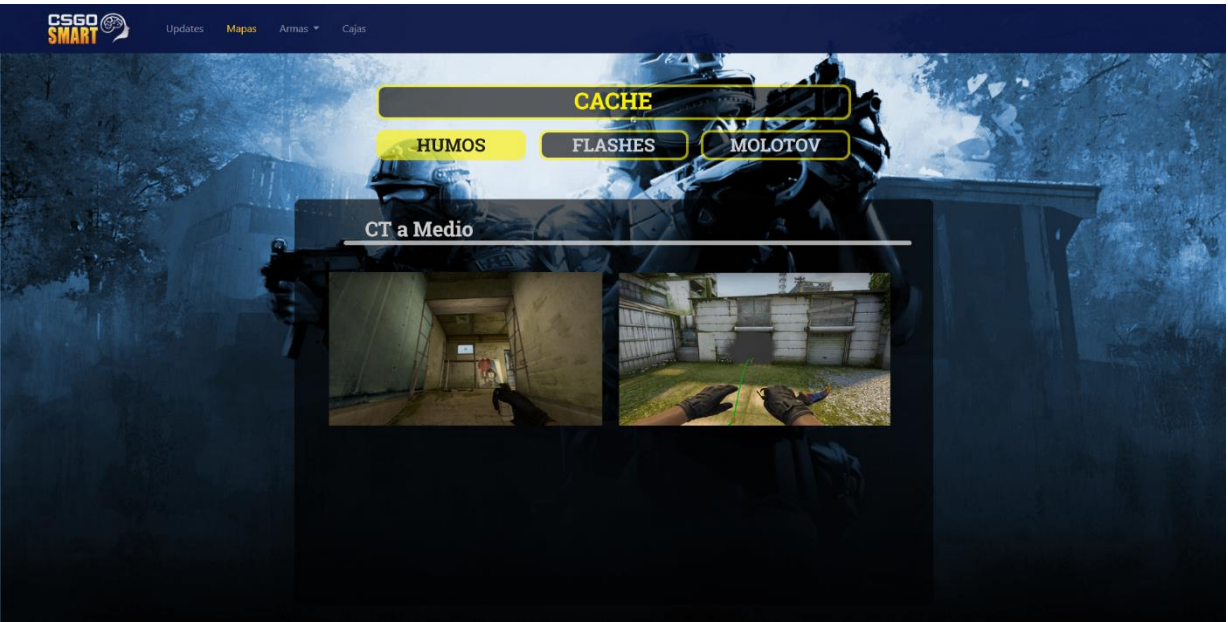 CSGO
SMART
Updates Mapas Armas Cajas
CACHE
HUMOS FLASHES MOLOTOV
CT a Medio